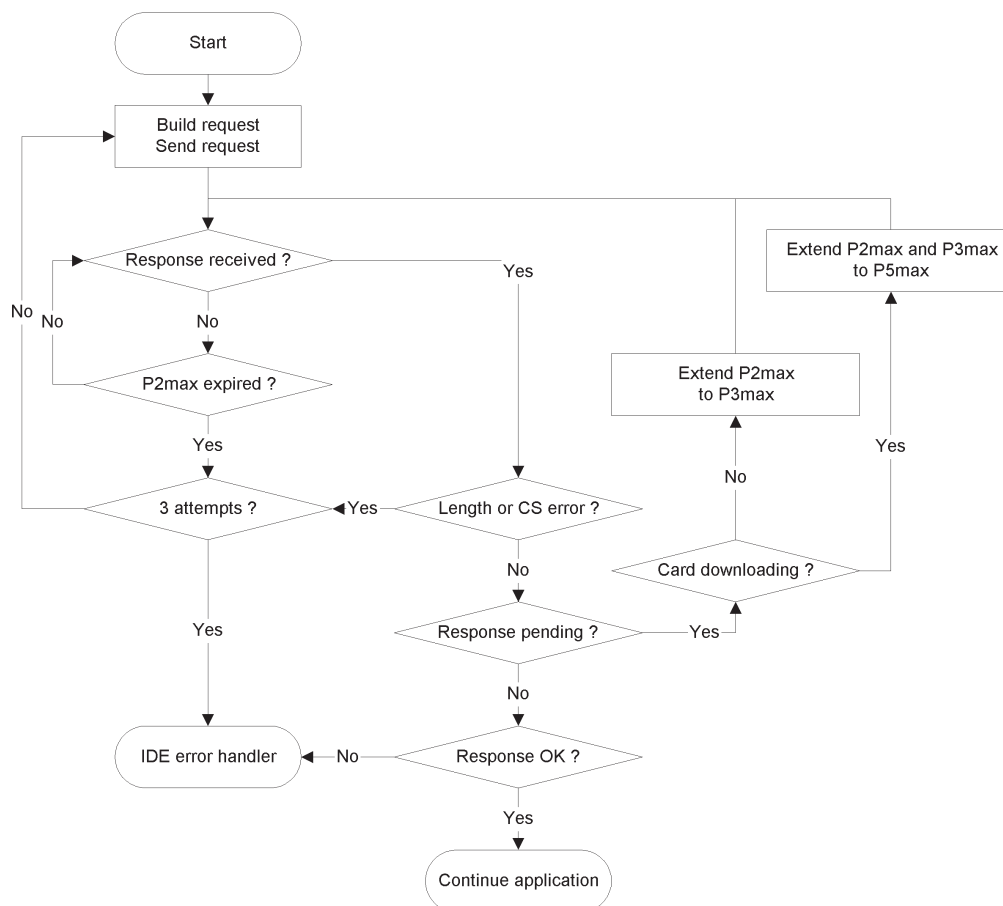 Start
Build request
Send request
Response received ?
Yes
Extend P2max and P3max
to P5max
No
No
No
P2max expired ?
Extend P2max
to P3max
Yes
Yes
No
3 attempts ?
Yes
Length or CS error ?
No
Card downloading ?
Yes
Response pending ?
Yes
No
IDE error handler
No
Response OK ?
Yes
Continue application